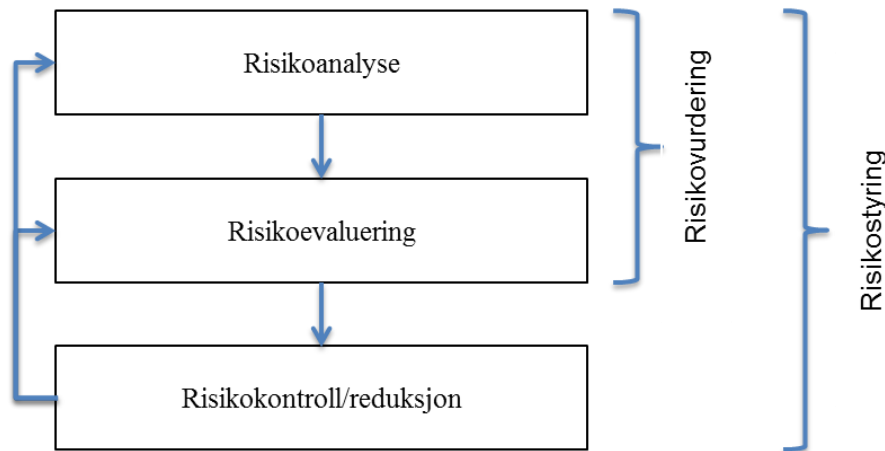 Risikoanalyse
Risikoevaluering
Risikokontroll/reduksjon
Risikovurdering
Risikostyring